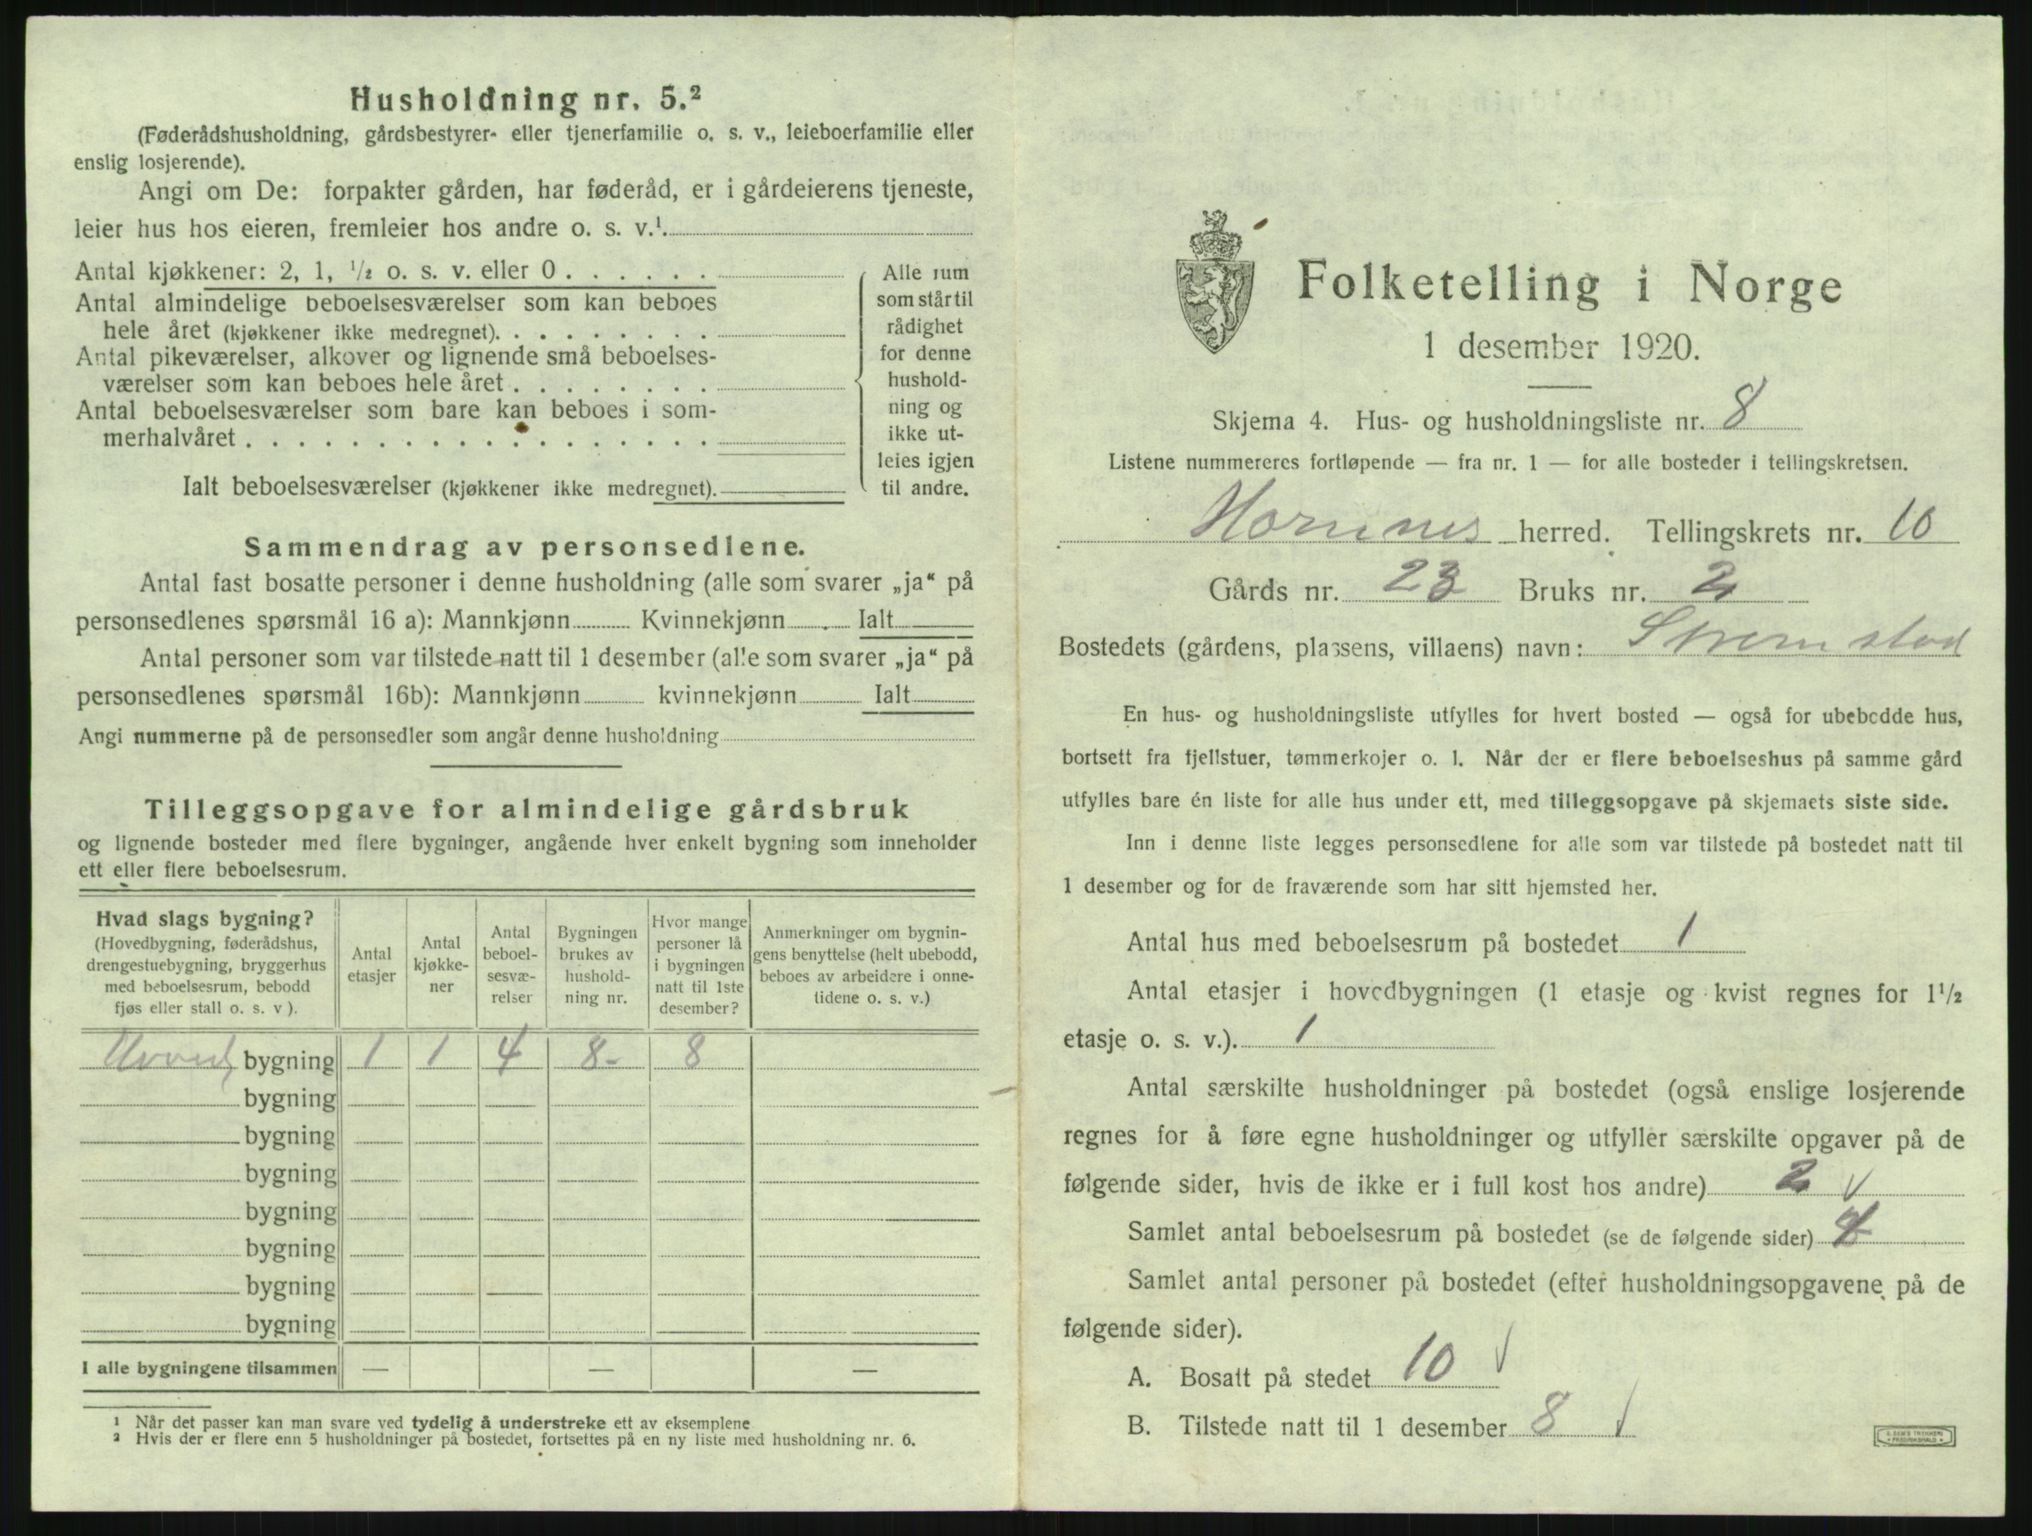 Husholdning nr. 5.²
(Føderådshusholdning, gårdsbestyrer- eller tjenerfamilie o. s. v., leieboerfamilie eller
enslig losjerende).
Angi om De: forpakter gården, har føderåd, er i gårdeierens tjeneste,
leier hus hos eieren, fremleier hos andre o. s. v.¹
Antal kjøkkener: 2, 1, ½ o. s. v. eller 0 . . . . . .
Antal almindelige beboelsesværelser som kan beboes
hele året (kjøkkener ikke medregnet). . . . . . . . .
Antal pikeværelser, alkover og lignende små beboelses-
værelser som kan beboes hele året . . . . . . . .
Antal beboelsesværelser som bare kan beboes i som-
merhalvåret . . . . . . . . . . . . . . . . . .
Ialt beboelsesværelser (kjøkkener ikke medregnet).
Alle rum
som står til
rådighet
for denne
hushold-
ning og
ikke ut-
leies igjen
til andre.
Sammendrag av personsedlene.
Antal fast bosatte personer i denne husholdning (alle som svarer „ja“ på
personsedlenes spørsmål 16 a): Mannkjønn Kvinnekjønn Ialt
Antal personer som var tilstede natt til 1 desember (alle som svarer „ja“ på
personsedlenes spørsmål 16b): Mannkjønn kvinnekjønn Ialt
Angi nummerne på de personsedler som angår denne husholdning
Tilleggsopgave for almindelige gårdsbruk
og lignende bosteder med flere bygninger, angående hver enkelt bygning som inneholder
ett eller flere beboelsesrum.
Hvad slags bygning?
(Hovedbygning, føderådshus,
drengestuebygning, bryggerhus
med beboelsesrum, bebodd
fjøs eller stall o. s. v ).
Antal
etasjer
Antal
kjøkke-
ner
Antal
beboel-
sesvæ-
relser
Bygningen
brukes av
hushold-
ning nr.
Hvor mange
personer lå
i bygningen
natt til 1ste
desember?
Anmerkninger om bygnin-
gens benyttelse (helt ubebodd,
beboes av arbeidere i onne-
tidene o. s. v.)
Hoved bygning 1 1 4 8- 8
bygning
bygning
bygning
bygning
bygning
bygning
bygning
I alle bygningene tilsammen — — —
¹ Når det passer kan man svare ved tydelig å understreke ett av eksemplene
² Hvis der er flere enn 5 husholdninger på bostedet, fortsettes på en ny liste med husholdning nr. 6.
Folketelling i Norge
1 desember 1920.
Skjema 4. Hus- og husholdningsliste nr. 8
Listene nummereres fortløpende — fra nr. 1 — for alle bosteder i tellingskretsen.
Hornnes herred. Tellingskrets nr. 10
Gårds nr. 23 Bruks nr. 2
Bostedets (gårdens, plassens, villaens) navn: Strømstad
En hus- og husholdningsliste utfylles for hvert bosted — også for ubebodde hus,
bortsett fra fjellstuer, tømmerkojer o. l. Når der er flere beboelseshus på samme gård
utfylles bare én liste for alle hus under ett, med tilleggsopgave på skjemaets siste side.
Inn i denne liste legges personsedlene for alle som var tilstede på bostedet natt til
1 desember og for de fraværende som har sitt hjemsted her.
Antal hus med beboelsesrum på bostedet 1
Antal etasjer i hovedbygningen (1 etasje og kvist regnes for 1½
etasje o. s. v.). 1
Antal særskilte husholdninger på bostedet (også enslige losjerende
regnes for å føre egne husholdninger og utfyller særskilte opgaver på de
følgende sider, hvis de ikke er i full kost hos andre) 2 ✓
Samlet antal beboelsesrum på bostedet (se de følgende sider) 4
Samlet antal personer på bostedet (efter husholdningsopgavene på de
følgende sider).
A. Bosatt på stedet 10 ✓
B. Tilstede natt til 1 desember 8 ✓